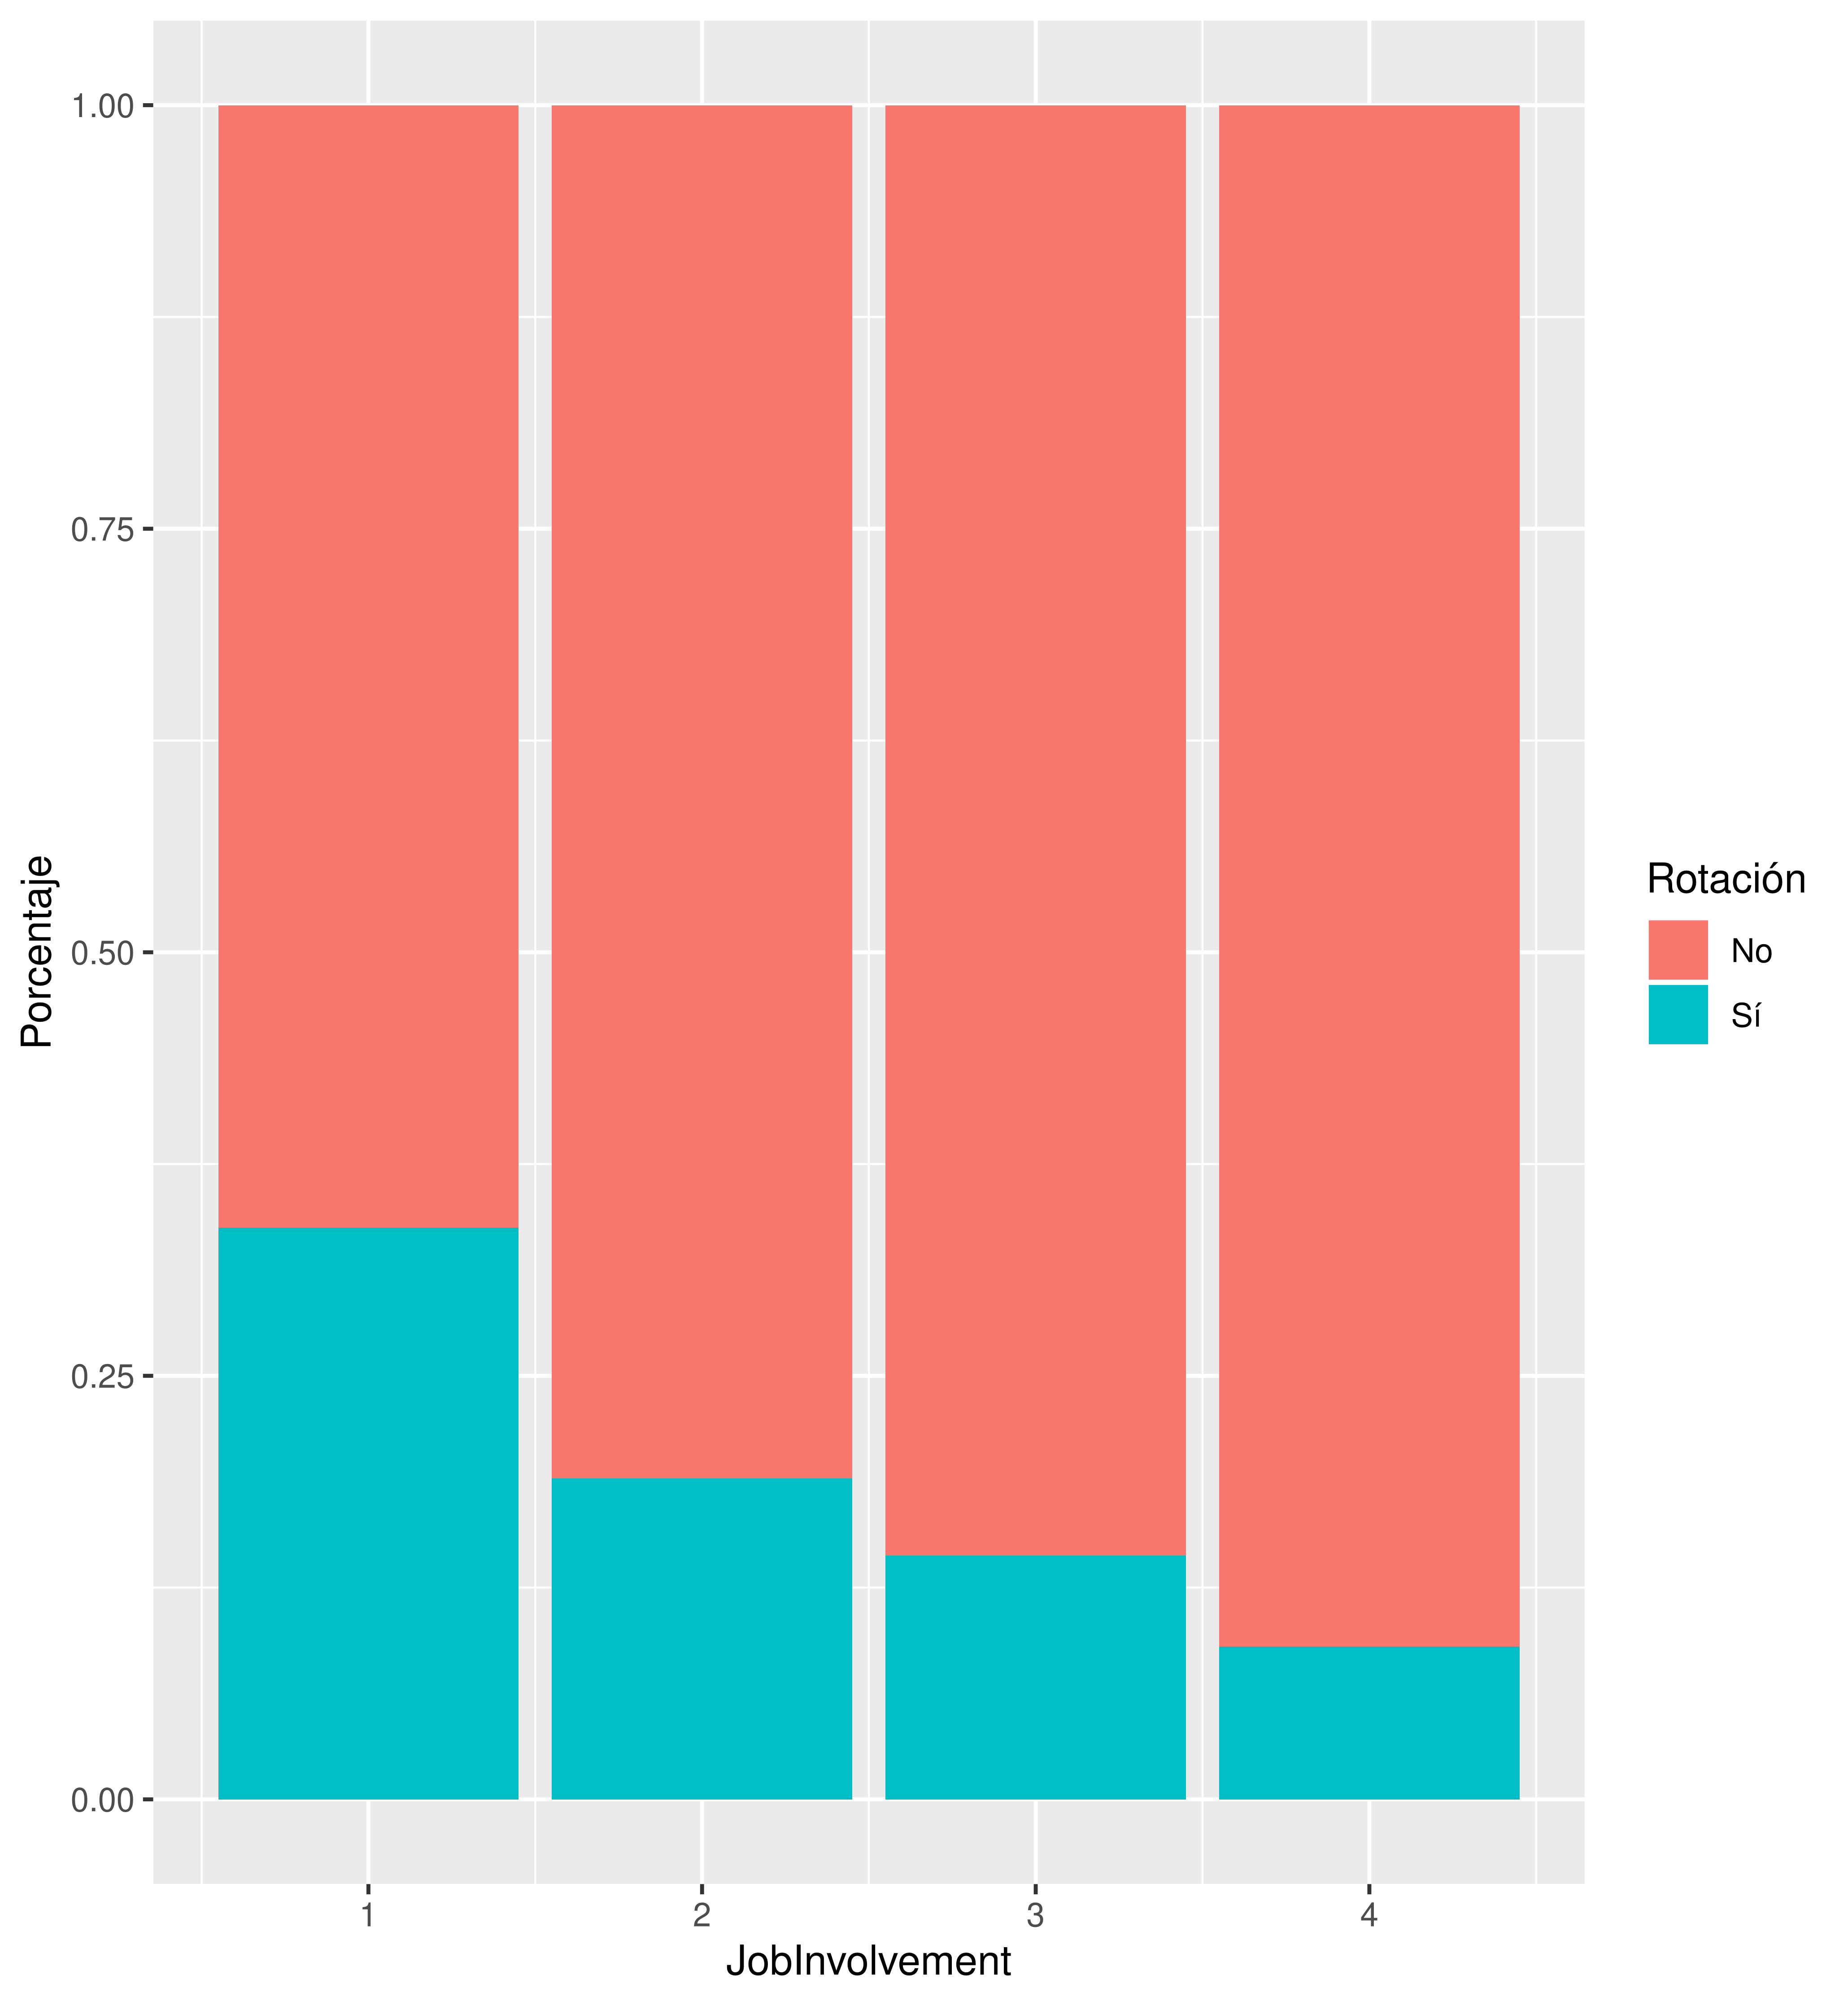 1.00
0.75
0.50
0.25
0.00
Porcentaje
1
2
3
4
JobInvolvement
Rotación
No
Sí